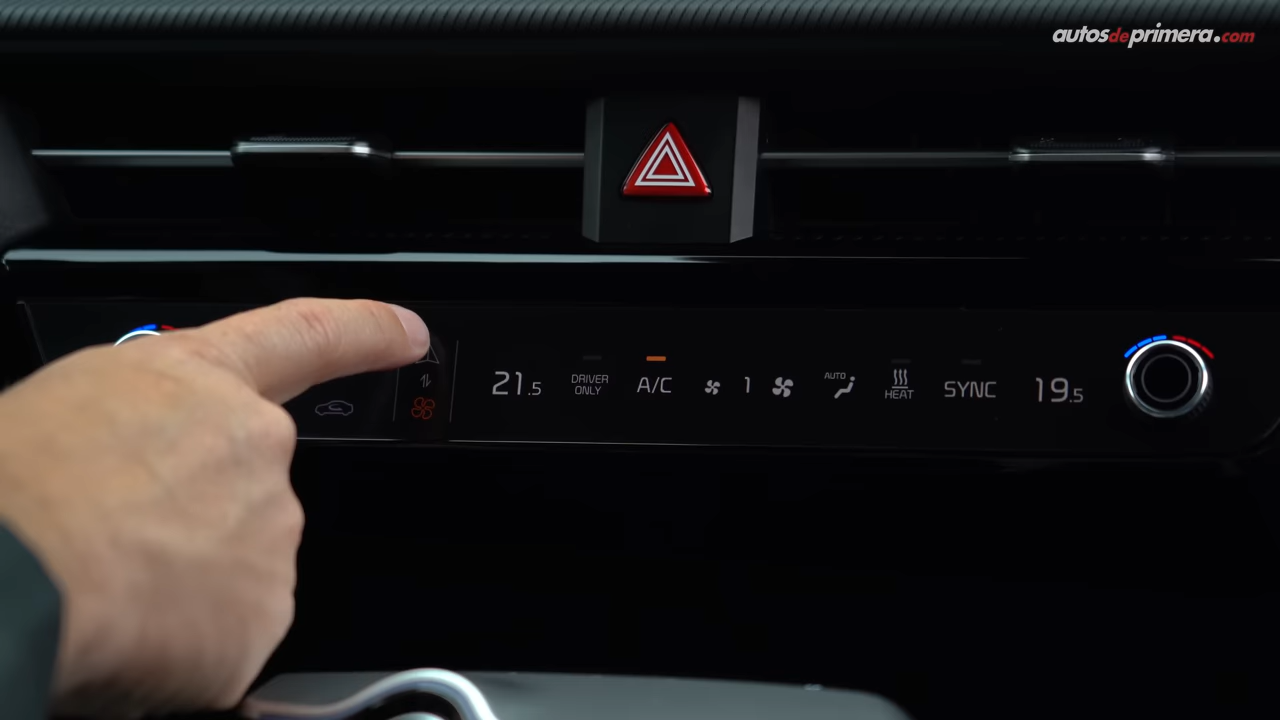 autosdeprimera.com
21.5
DRIVER
ONLY
A/C
1
AUTO
HEAT
SYNC
19.5